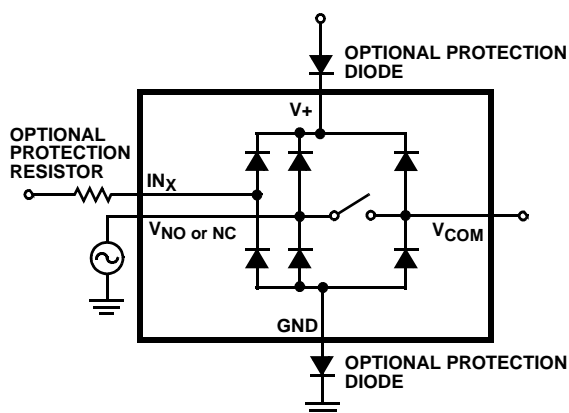 OPTIONAL PROTECTION
DIODE
V+
OPTIONAL
PROTECTION
RESISTOR
INX
VNO or NC
VCOM
GND
OPTIONAL PROTECTION
DIODE